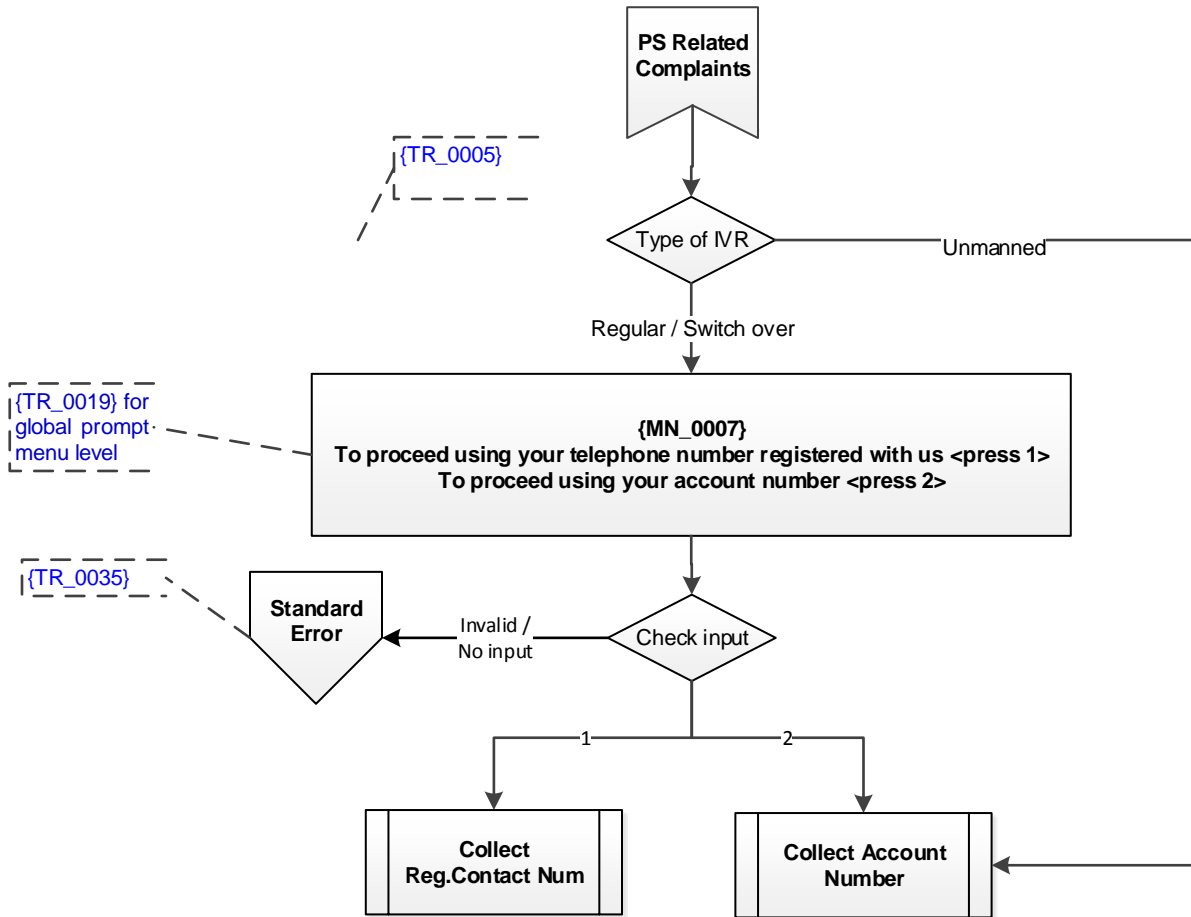 PS Related
Complaints
{TR_0005}
Type of IVR
Unmanned
Regular / Switch over
{TR_0019} for
global prompt
menu level
{MN_0007}
To proceed using your telephone number registered with us <press 1>
To proceed using your account number <press 2>
{TR_0035}
Standard
Error
Invalid /
No input
Check input
1
2
Collect
Reg.Contact Num
Collect Account
Number